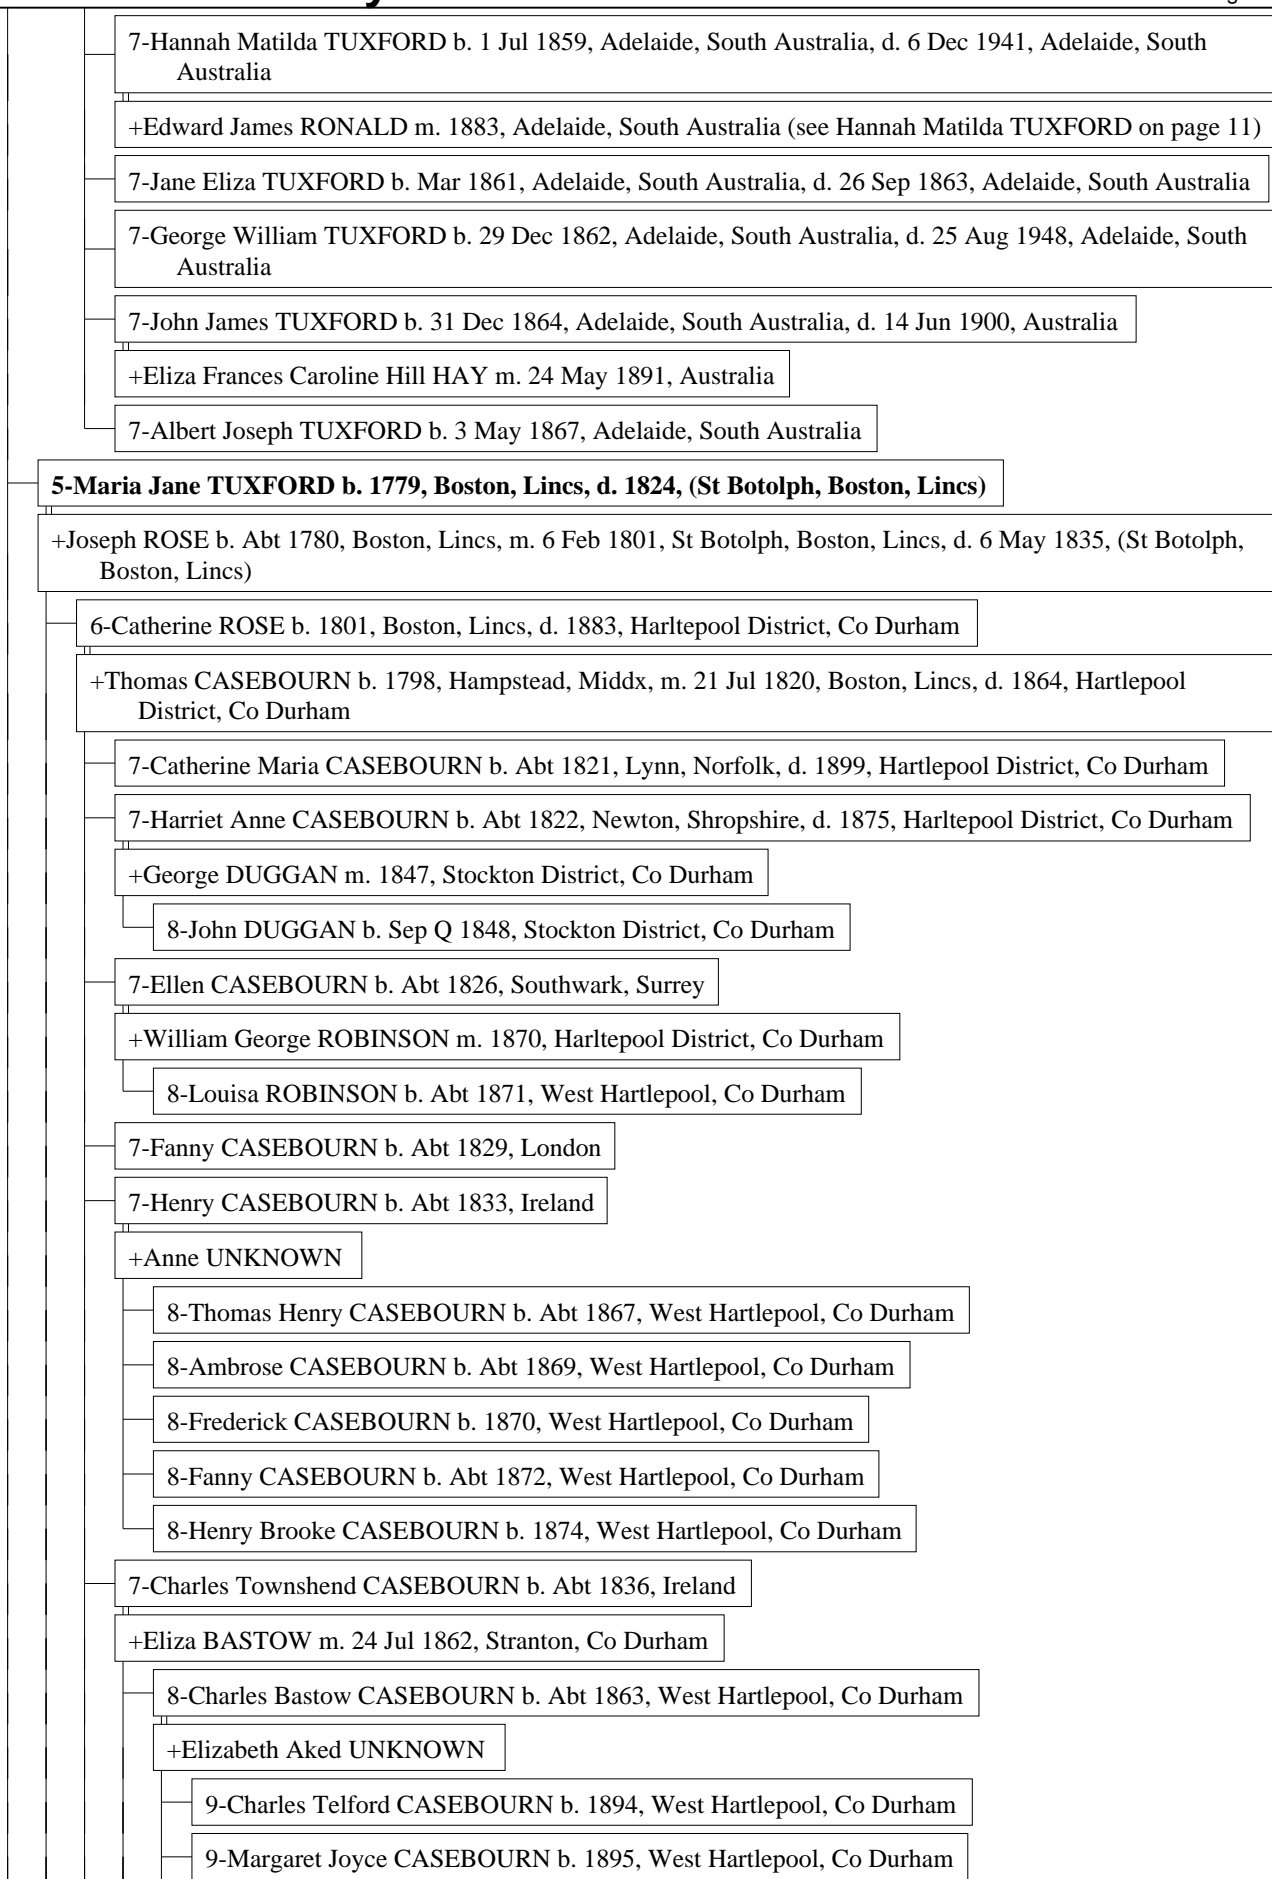 7-Hannah Matilda TUXFORD b. 1 Jul 1859, Adelaide, South Australia, d. 6 Dec 1941, Adelaide, South
Australia
+Edward James RONALD m. 1883, Adelaide, South Australia (see Hannah Matilda TUXFORD on page 11)
7-Jane Eliza TUXFORD b. Mar 1861, Adelaide, South Australia, d. 26 Sep 1863, Adelaide, South Australia
7-George William TUXFORD b. 29 Dec 1862, Adelaide, South Australia, d. 25 Aug 1948, Adelaide, South
Australia
7-John James TUXFORD b. 31 Dec 1864, Adelaide, South Australia, d. 14 Jun 1900, Australia
+Eliza Frances Caroline Hill HAY m. 24 May 1891, Australia
7-Albert Joseph TUXFORD b. 3 May 1867, Adelaide, South Australia
5-Maria Jane TUXFORD b. 1779, Boston, Lincs, d. 1824, (St Botolph, Boston, Lincs)
+Joseph ROSE b. Abt 1780, Boston, Lincs, m. 6 Feb 1801, St Botolph, Boston, Lincs, d. 6 May 1835, (St Botolph,
Boston, Lincs)
6-Catherine ROSE b. 1801, Boston, Lincs, d. 1883, Harltepool District, Co Durham
+Thomas CASEBOURN b. 1798, Hampstead, Middx, m. 21 Jul 1820, Boston, Lincs, d. 1864, Hartlepool
District, Co Durham
7-Catherine Maria CASEBOURN b. Abt 1821, Lynn, Norfolk, d. 1899, Hartlepool District, Co Durham
7-Harriet Anne CASEBOURN b. Abt 1822, Newton, Shropshire, d. 1875, Harltepool District, Co Durham
+George DUGGAN m. 1847, Stockton District, Co Durham
8-John DUGGAN b. Sep Q 1848, Stockton District, Co Durham
7-Ellen CASEBOURN b. Abt 1826, Southwark, Surrey
+William George ROBINSON m. 1870, Harltepool District, Co Durham
8-Louisa ROBINSON b. Abt 1871, West Hartlepool, Co Durham
7-Fanny CASEBOURN b. Abt 1829, London
7-Henry CASEBOURN b. Abt 1833, Ireland
+Anne UNKNOWN
8-Thomas Henry CASEBOURN b. Abt 1867, West Hartlepool, Co Durham
8-Ambrose CASEBOURN b. Abt 1869, West Hartlepool, Co Durham
8-Frederick CASEBOURN b. 1870, West Hartlepool, Co Durham
8-Fanny CASEBOURN b. Abt 1872, West Hartlepool, Co Durham
8-Henry Brooke CASEBOURN b. 1874, West Hartlepool, Co Durham
7-Charles Townshend CASEBOURN b. Abt 1836, Ireland
+Eliza BASTOW m. 24 Jul 1862, Stranton, Co Durham
8-Charles Bastow CASEBOURN b. Abt 1863, West Hartlepool, Co Durham
+Elizabeth Aked UNKNOWN
9-Charles Telford CASEBOURN b. 1894, West Hartlepool, Co Durham
9-Margaret Joyce CASEBOURN b. 1895, West Hartlepool, Co Durham